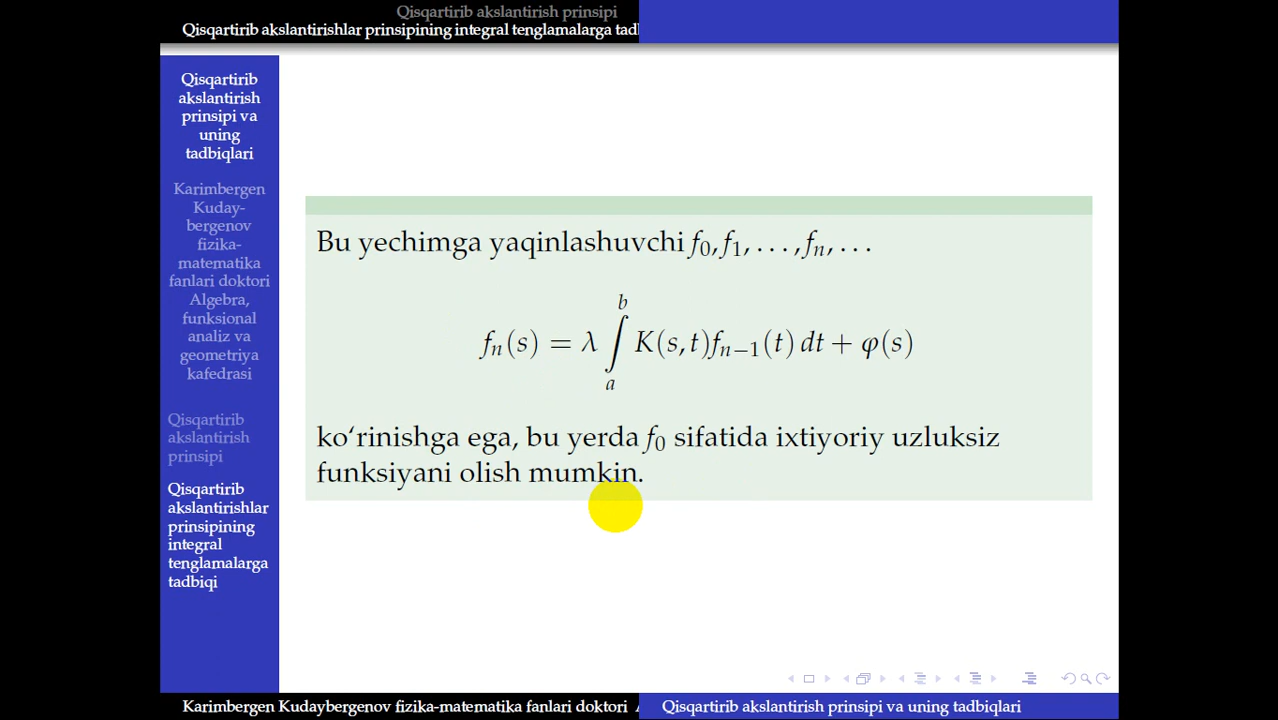 Qisqartirib akslantirish prinsipi
Qisqartirib akslantirishlar prinsipining integral tenglamalarga tad
Qisqartirib
akslantirish
prinsipi va
uning
tadbiqlari
Karimbergen
Kuday-
bergenov
fizika-
matematika
fanlari doktori
Algebra,
funksional
analiz va
geometriya
kafedrasi
Qisqartirib
akslantirish
prinsipi
Qisqartirib
akslantirishlar
prinsipining
integral
tenglamalarga
tadbiqi
Bu yechimga yaqinlashuvchi f₀, f₁, . . . , fₙ, . . .
fₙ(s) = λ ∫ₐᵇ K(s, t)fₙ₋₁(t) dt + φ(s)
ko‘rinishga ega, bu yerda f₀ sifatida ixtiyoriy uzluksiz
funksiyani olish mumkin.
Karimbergen Kudaybergenov fizika-matematika fanlari doktori
Qisqartirib akslantirish prinsipi va uning tadbiqlari